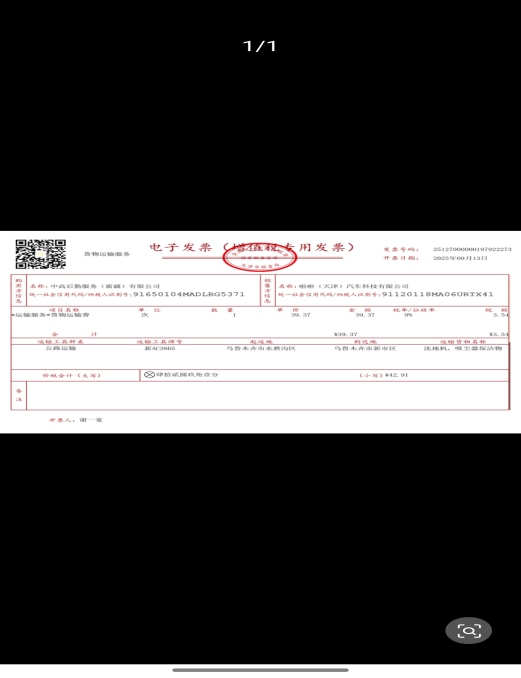 1/1
货物运输服务
电子发票（增值税专用发票）
发票号码：25127000000197922273
开票日期：2025年09月13日
购买方信息
名称：中高后勤服务（新疆）有限公司
统一社会信用代码/纳税人识别号：91650104MADLRG5371
销售方信息
名称：啦啦（天津）汽车科技有限公司
统一社会信用代码/纳税人识别号：91120118MA06URTX41
项目名称 单位 数量 单价 金额 税率/征收率 税额
*运输服务*货物运输费 次 1 39.37 39.37 9% 3.54
合计 ¥39.37 ¥3.54
运输工具种类 运输工具牌号 起运地 到达地 运输货物名称
公路运输 乌鲁木齐市水磨沟区 乌鲁木齐市新市区 洗地机，吸尘器保洁物
价税合计（大写） 肆拾贰圆玖角壹分 （小写）¥42.91
备注
开票人：谢一宽